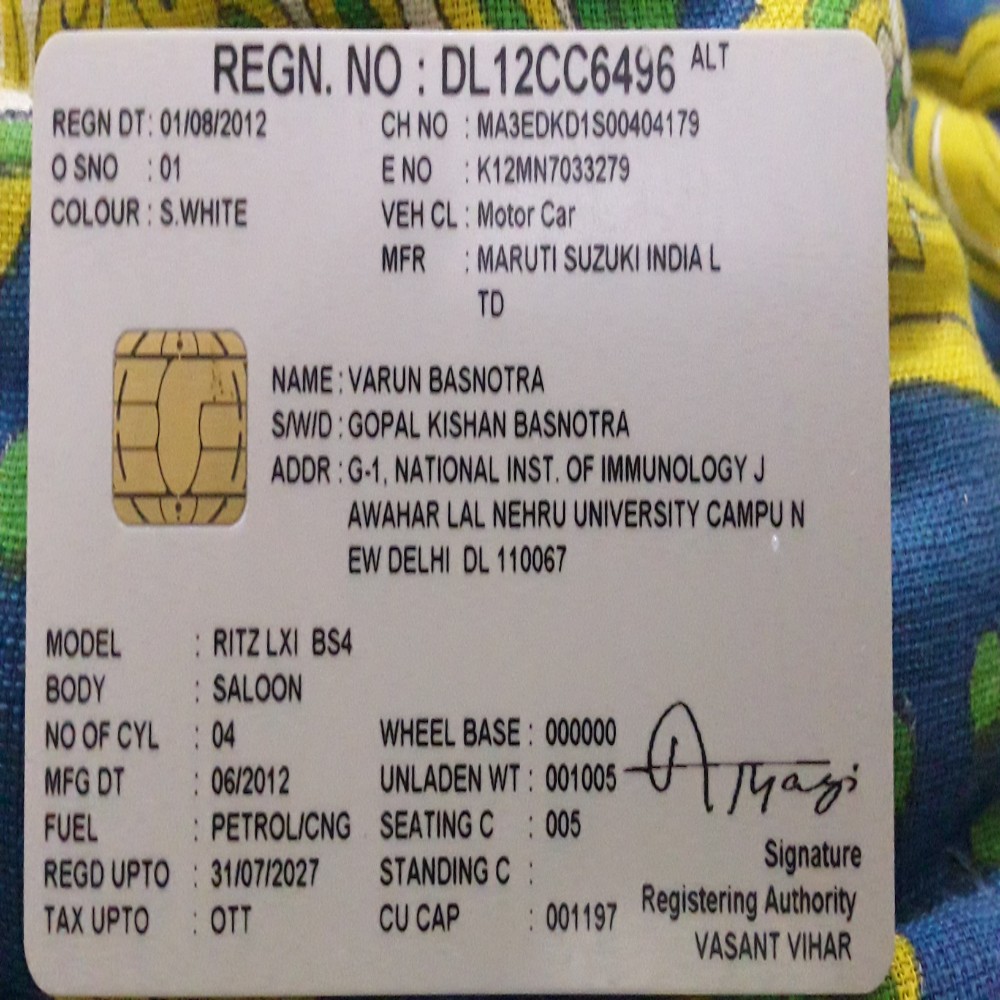 REGN. NO : DL12CC6496 ALT
REGN DT : 01/08/2012 CH NO : MA3EDKD1S00404179
O SNO : 01 E NO : K12MN7033279
COLOUR : S.WHITE VEH CL : Motor Car
MFR : MARUTI SUZUKI INDIA L
TD
NAME : VARUN BASNOTRA
S/W/D : GOPAL KISHAN BASNOTRA
ADDR : G-1, NATIONAL INST. OF IMMUNOLOGY J
AWAHAR LAL NEHRU UNIVERSITY CAMPU N
EW DELHI DL 110067
MODEL : RITZ LXI BS4
BODY : SALOON
NO OF CYL : 04 WHEEL BASE : 000000
MFG DT : 06/2012 UNLADEN WT : 001005
FUEL : PETROL/CNG SEATING C : 005
REGD UPTO : 31/07/2027 STANDING C :
TAX UPTO : OTT CU CAP : 001197
Signature
Registering Authority
VASANT VIHAR